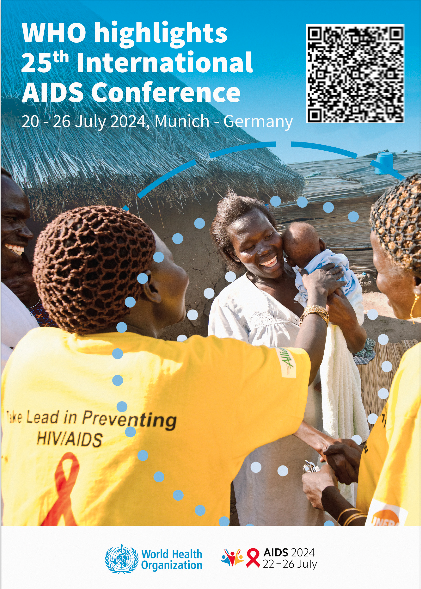 WHO highlights
25th International
AIDS Conference
20 - 26 July 2024, Munich - Germany
Take Lead in Preventing
HIV/AIDS
World Health
Organization
AIDS 2024
22–26 July